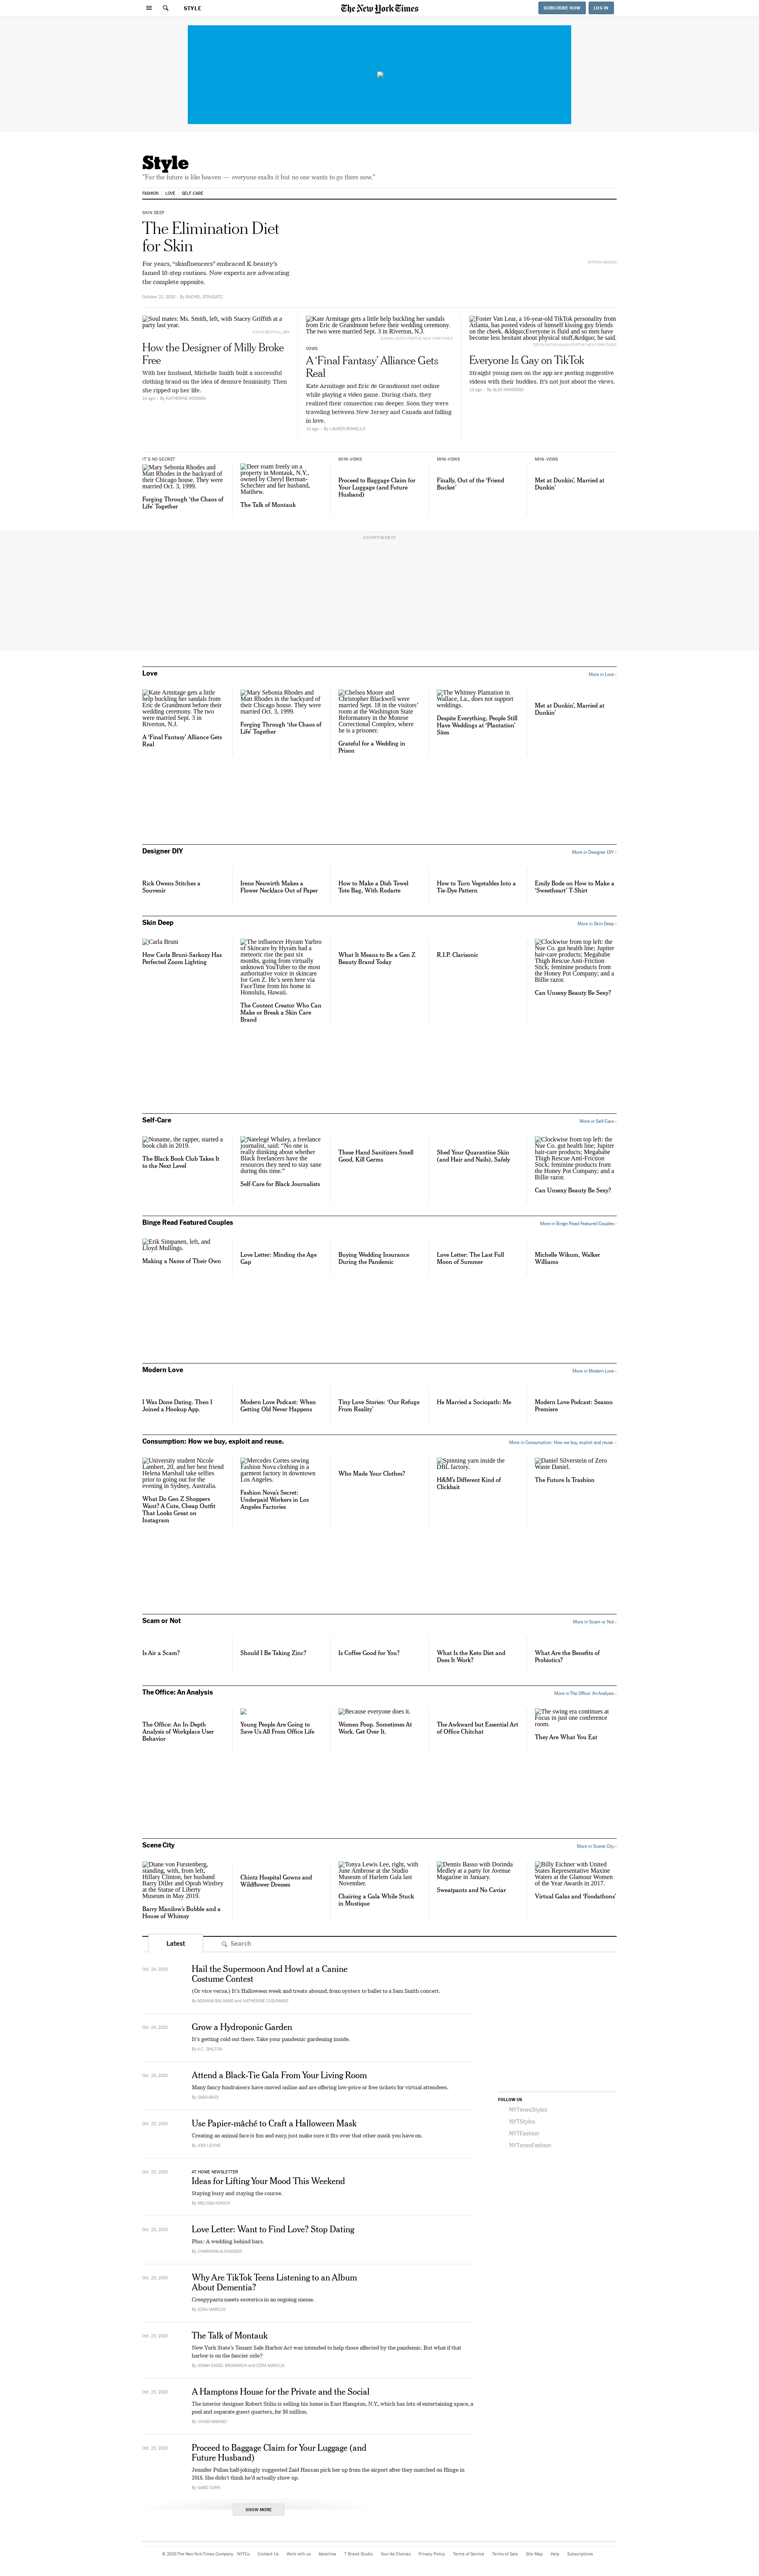 STYLE
The New York Times
SUBSCRIBE NOW
LOG IN
Style
"For the future is like heaven — everyone exalts it but no one wants to go there now."
FASHION
LOVE
SELF-CARE
SKIN DEEP
The Elimination Diet
for Skin
For years, “skinfluencers” embraced K-beauty’s
famed 10-step routines. Now experts are advocating
the complete opposite.
October 22, 2020 - By RACHEL STRUGATZ
Soul mates: Ms. Smith, left, with Stacey Griffith at a
party last year.
How the Designer of Milly Broke
Free
With her husband, Michelle Smith built a successful
clothing brand on the idea of demure femininity. Then
she ripped up her life.
1d ago - By KATHERINE ROSMAN
Kate Armitage gets a little help buckling her sandals
from Eric de Grandmont before their wedding ceremony.
The two were married Sept. 3 in Riverton, N.J.
VOWS
A ‘Final Fantasy’ Alliance Gets
Real
Kate Armitage and Eric de Grandmont met online
while playing a video game. During chats, they
realized their connection ran deeper. Soon they were
traveling between New Jersey and Canada and falling
in love.
1d ago - By LAUREN ROWELLO
Foster Van Lear, a 16-year-old TikTok personality from
Atlanta, has posted videos of himself kissing guy friends
on the cheek. &ldquo;Everyone is fluid and so men have
become less hesitant about physical stuff,&rdquo; he said.
Everyone Is Gay on TikTok
Straight young men on the app are posting suggestive
videos with their buddies. It’s not just about the views.
1d ago - By ALEX HAWGOOD
IT’S NO SECRET
Mary Sebonia Rhodes and
Matt Rhodes in the backyard of
their Chicago house. They were
married Oct. 3, 1999.
Forging Through ‘the Chaos of
Life’ Together
Deer roam freely on a
property in Montauk, N.Y.,
owned by Cheryl Berman-
Schechter and her husband,
Matthew.
The Talk of Montauk
MINI-VOWS
Proceed to Baggage Claim for
Your Luggage (and Future
Husband)
MINI-VOWS
Finally, Out of the ‘Friend
Bucket’
MINI-VOWS
Met at Dunkin’, Married at
Dunkin’
ADVERTISEMENT
Love
More in Love ›
Kate Armitage gets a little
help buckling her sandals from
Eric de Grandmont before their
wedding ceremony. The two
were married Sept. 3 in
Riverton, N.J.
A ‘Final Fantasy’ Alliance Gets
Real
Mary Sebonia Rhodes and
Matt Rhodes in the backyard of
their Chicago house. They were
married Oct. 3, 1999.
Forging Through ‘the Chaos of
Life’ Together
Chelsea Moore and
Christopher Blackwell were
married Sept. 18 in the visitors’
room at the Washington State
Reformatory in the Monroe
Correctional Complex, where
he is a prisoner.
Grateful for a Wedding in
Prison
The Whitney Plantation in
Wallace, La., does not support
weddings.
Despite Everything, People Still
Have Weddings at ‘Plantation’
Sites
Met at Dunkin’, Married at
Dunkin’
Designer DIY
More in Designer DIY ›
Rick Owens Stitches a
Souvenir
Irene Neuwirth Makes a
Flower Necklace Out of Paper
How to Make a Dish Towel
Tote Bag, With Rodarte
How to Turn Vegetables Into a
Tie-Dye Pattern
Emily Bode on How to Make a
‘Sweetheart’ T-Shirt
Skin Deep
More in Skin Deep ›
Carla Bruni
How Carla Bruni-Sarkozy Has
Perfected Zoom Lighting
The influencer Hyram Yarbro
of Skincare by Hyram had a
meteoric rise the past six
months, going from virtually
unknown YouTuber to the most
authoritative voice in skincare
for Gen Z. He’s seen here via
FaceTime from his home in
Honolulu, Hawaii.
The Content Creator Who Can
Make or Break a Skin Care
Brand
What It Means to Be a Gen Z
Beauty Brand Today
R.I.P. Clarisonic
Clockwise from top left: the
Nue Co. gut health line; Jupiter
hair-care products; Megababe
Thigh Rescue Anti-Friction
Stick; feminine products from
the Honey Pot Company; and a
Billie razor.
Can Unsexy Beauty Be Sexy?
Self-Care
More in Self-Care ›
Noname, the rapper, started a
book club in 2019.
The Black Book Club Takes It
to the Next Level
Natelegé Whaley, a freelance
journalist, said: “No one is
really thinking about whether
Black freelancers have the
resources they need to stay sane
during this time.”
Self-Care for Black Journalists
These Hand Sanitizers Smell
Good, Kill Germs
Shed Your Quarantine Skin
(and Hair and Nails), Safely
Clockwise from top left: the
Nue Co. gut health line; Jupiter
hair-care products; Megababe
Thigh Rescue Anti-Friction
Stick; feminine products from
the Honey Pot Company; and a
Billie razor.
Can Unsexy Beauty Be Sexy?
Binge Read Featured Couples
More in Binge Read Featured Couples ›
Erik Simpanen, left, and
Lloyd Mullings.
Making a Name of Their Own
Love Letter: Minding the Age
Gap
Buying Wedding Insurance
During the Pandemic
Love Letter: The Last Full
Moon of Summer
Michelle Wikum, Walker
Williams
Modern Love
More in Modern Love ›
I Was Done Dating. Then I
Joined a Hookup App.
Modern Love Podcast: When
Getting Old Never Happens
Tiny Love Stories: ‘Our Refuge
From Reality’
He Married a Sociopath: Me
Modern Love Podcast: Season
Premiere
Consumption: How we buy, exploit and reuse.
More in Consumption: How we buy, exploit and reuse. ›
University student Nicole
Lambert, 20, and her best friend
Helena Marshall take selfies
prior to going out for the
evening in Sydney, Australia.
What Do Gen Z Shoppers
Want? A Cute, Cheap Outfit
That Looks Great on
Instagram
Mercedes Cortes sewing
Fashion Nova clothing in a
garment factory in downtown
Los Angeles.
Fashion Nova’s Secret:
Underpaid Workers in Los
Angeles Factories
Who Made Your Clothes?
Spinning yarn inside the
DBL factory.
H&M’s Different Kind of
Clickbait
Daniel Silverstein of Zero
Waste Daniel.
The Future Is Trashion
Scam or Not
More in Scam or Not ›
Is Air a Scam?
Should I Be Taking Zinc?
Is Coffee Good for You?
What Is the Keto Diet and
Does It Work?
What Are the Benefits of
Probiotics?
The Office: An Analysis
More in The Office: An Analysis ›
The Office: An In-Depth
Analysis of Workplace User
Behavior
Young People Are Going to
Save Us All From Office Life
Because everyone does it.
Women Poop. Sometimes At
Work. Get Over It.
The Awkward but Essential Art
of Office Chitchat
The swing era continues at
Focus in just one conference
room.
They Are What You Eat
Scene City
More in Scene City ›
Diane von Furstenberg,
standing, with, from left,
Hillary Clinton, her husband
Barry Diller and Oprah Winfrey
at the Statue of Liberty
Museum in May 2019.
Barry Manilow’s Bubble and a
House of Whimsy
Chintz Hospital Gowns and
Wildflower Dresses
Tonya Lewis Lee, right, with
June Ambrose at the Studio
Museum of Harlem Gala last
November.
Chairing a Gala While Stuck
in Mustique
Dennis Basso with Dorinda
Medley at a party for Avenue
Magazine in January.
Sweatpants and No Caviar
Billy Eichner with United
States Representative Maxine
Waters at the Glamour Women
of the Year Awards in 2017.
Virtual Galas and ‘Foodathons’
Latest
Search
Oct. 24, 2020
Hail the Supermoon And Howl at a Canine
Costume Contest
(Or vice versa.) It’s Halloween week and treats abound, from oysters to ballet to a Sam Smith concert.
By ADRIANA BALSAMO and KATHERINE CUSUMANO
Oct. 24, 2020
Grow a Hydroponic Garden
It’s getting cold out there. Take your pandemic gardening inside.
By A.C. SHILTON
Oct. 24, 2020
Attend a Black-Tie Gala From Your Living Room
Many fancy fundraisers have moved online and are offering low-price or free tickets for virtual attendees.
By SARA ARIDI
Oct. 23, 2020
Use Papier-mâché to Craft a Halloween Mask
Creating an animal face is fun and easy, just make sure it fits over that other mask you have on.
By JODI LEVINE
Oct. 23, 2020
AT HOME NEWSLETTER
Ideas for Lifting Your Mood This Weekend
Staying busy and staying the course.
By MELISSA KIRSCH
Oct. 23, 2020
Love Letter: Want to Find Love? Stop Dating
Plus: A wedding behind bars.
By CHARANNA ALEXANDER
Oct. 23, 2020
Why Are TikTok Teens Listening to an Album
About Dementia?
Creepypasta meets esoterica in an ongoing meme.
By EZRA MARCUS
Oct. 23, 2020
The Talk of Montauk
New York State’s Tenant Safe Harbor Act was intended to help those affected by the pandemic. But what if that
harbor is on the fancier side?
By JONAH ENGEL BROMWICH and EZRA MARCUS
Oct. 23, 2020
A Hamptons House for the Private and the Social
The interior designer Robert Stilin is selling his home in East Hampton, N.Y., which has lots of entertaining space, a
pool and separate guest quarters, for $6 million.
By VIVIAN MARINO
Oct. 23, 2020
Proceed to Baggage Claim for Your Luggage (and
Future Husband)
Jennifer Pollan half-jokingly suggested Zaid Hassan pick her up from the airport after they matched on Hinge in
2018. She didn’t think he’d actually show up.
By GABE COHN
SHOW MORE
FOLLOW US
NYTimesStyles
NYTStyles
NYTFashion
NYTimesFashion
© 2020 The New York Times Company NYTCo Contact Us Work with us Advertise T Brand Studio Your Ad Choices Privacy Policy Terms of Service Terms of Sale Site Map Help Subscriptions